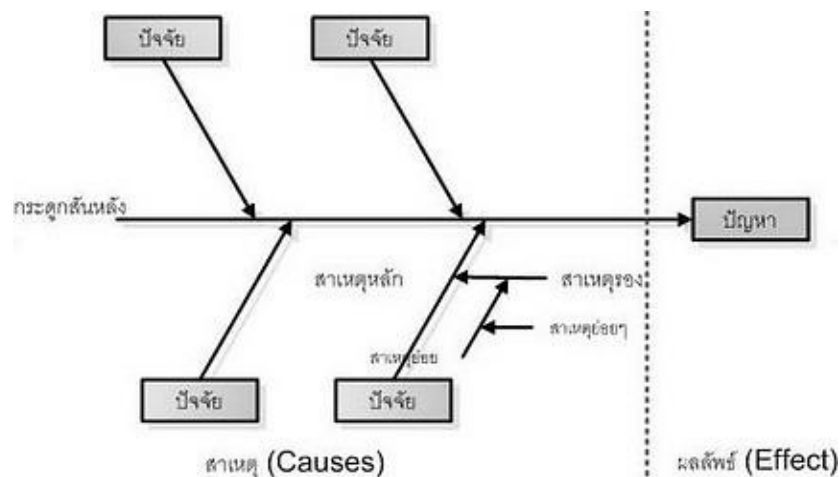 ปัจจัย
ปัจจัย
กระดูกสันหลัง
ปัญหา
สาเหตุหลัก
สาเหตุรอง
สาเหตุย่อยๆ
สาเหตุย่อย
ปัจจัย
ปัจจัย
สาเหตุ (Causes)
ผลลัพธ์ (Effect)